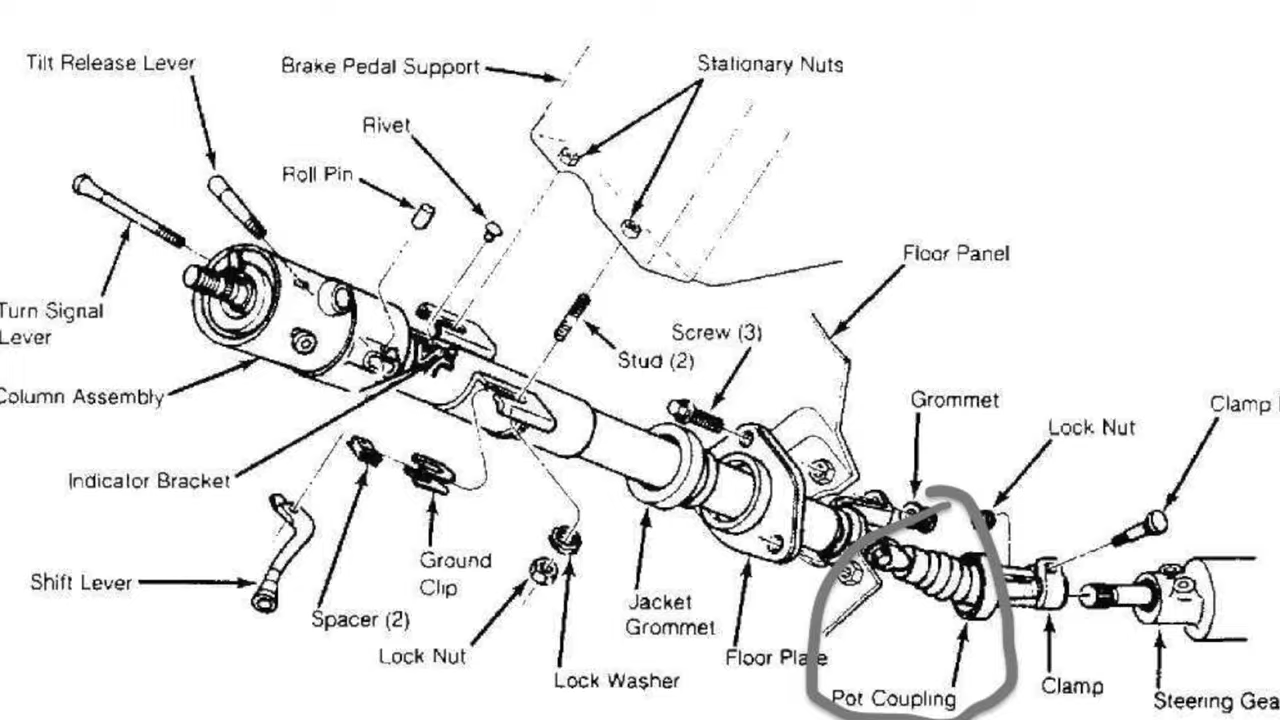 Tilt Release Lever
Brake Pedal Support
Stationary Nuts
Rivet
Roll Pin
Floor Panel
Turn Signal
Lever
Screw (3)
Stud (2)
Column Assembly
Grommet
Clamp
Lock Nut
Indicator Bracket
Ground
Clip
Shift Lever
Spacer (2)
Jacket
Grommet
Lock Nut
Floor Plate
Lock Washer
Pot Coupling
Clamp
Steering Gea